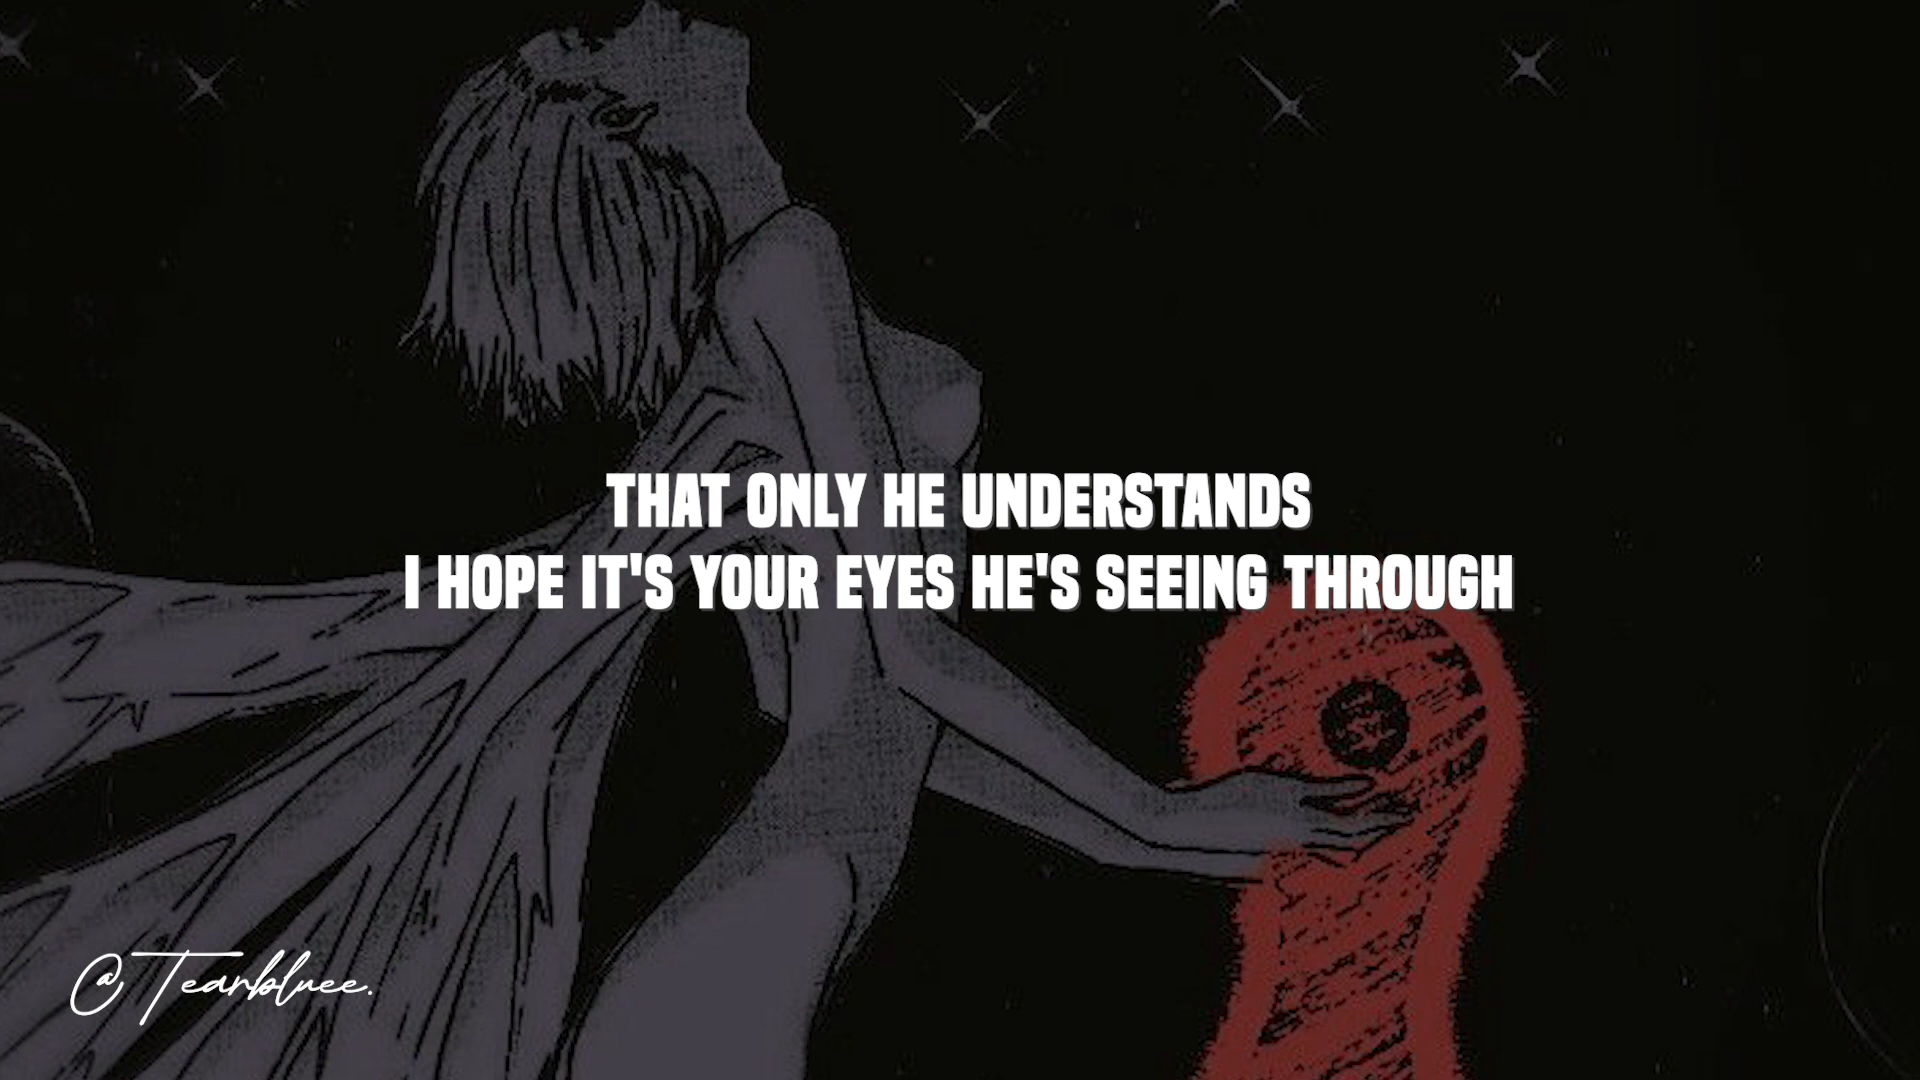 THAT ONLY HE UNDERSTANDS
I HOPE IT'S YOUR EYES HE'S SEEING THROUGH
@Tearbluee.